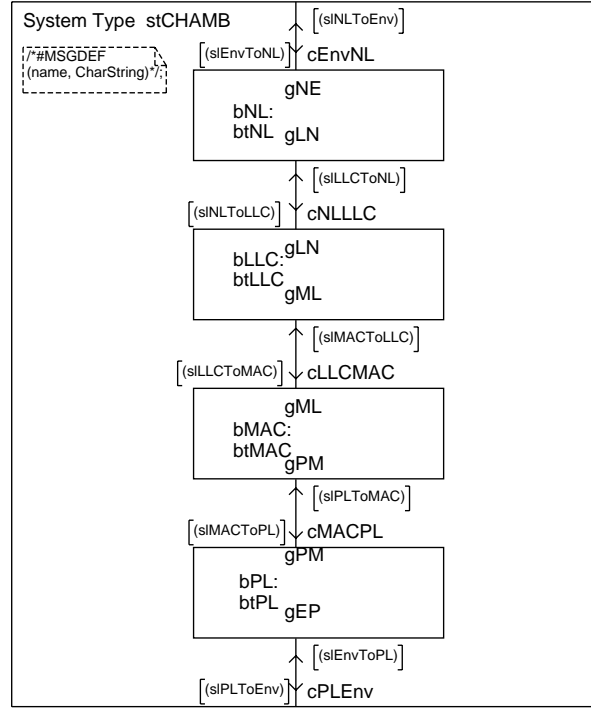 System Type  stCHAMB
[(slNLToEnv)]
/*#MSGDEF
(name, CharString)*/;
[(slEnvToNL)] cEnvNL
gNE
bNL:
btNL gLN
[(slLLCToNL)]
[(slNLToLLC)] cNLLLC
gLN
bLLC:
btLLC
gML
[(slMACToLLC)]
[(slLLCToMAC)] cLLCMAC
gML
bMAC:
btMAC
gPM
[(slPLToMAC)]
[(slMACToPL)] cMACPL
gPM
bPL:
btPL gEP
[(slEnvToPL)]
[(slPLToEnv)] cPLEnv